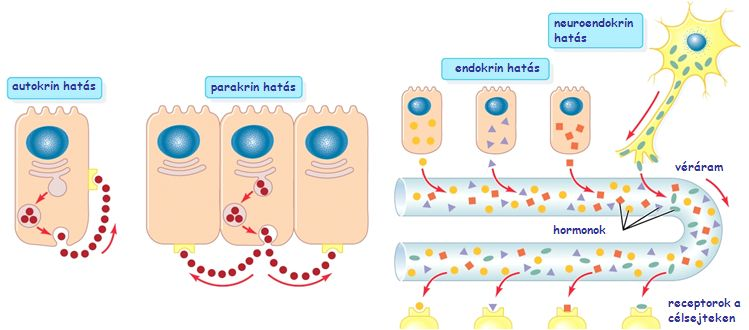 autokrin hatás
parakrin hatás
endokrin hatás
neuroendokrin
hatás
véráram
hormonok
receptorok a
célsejteken